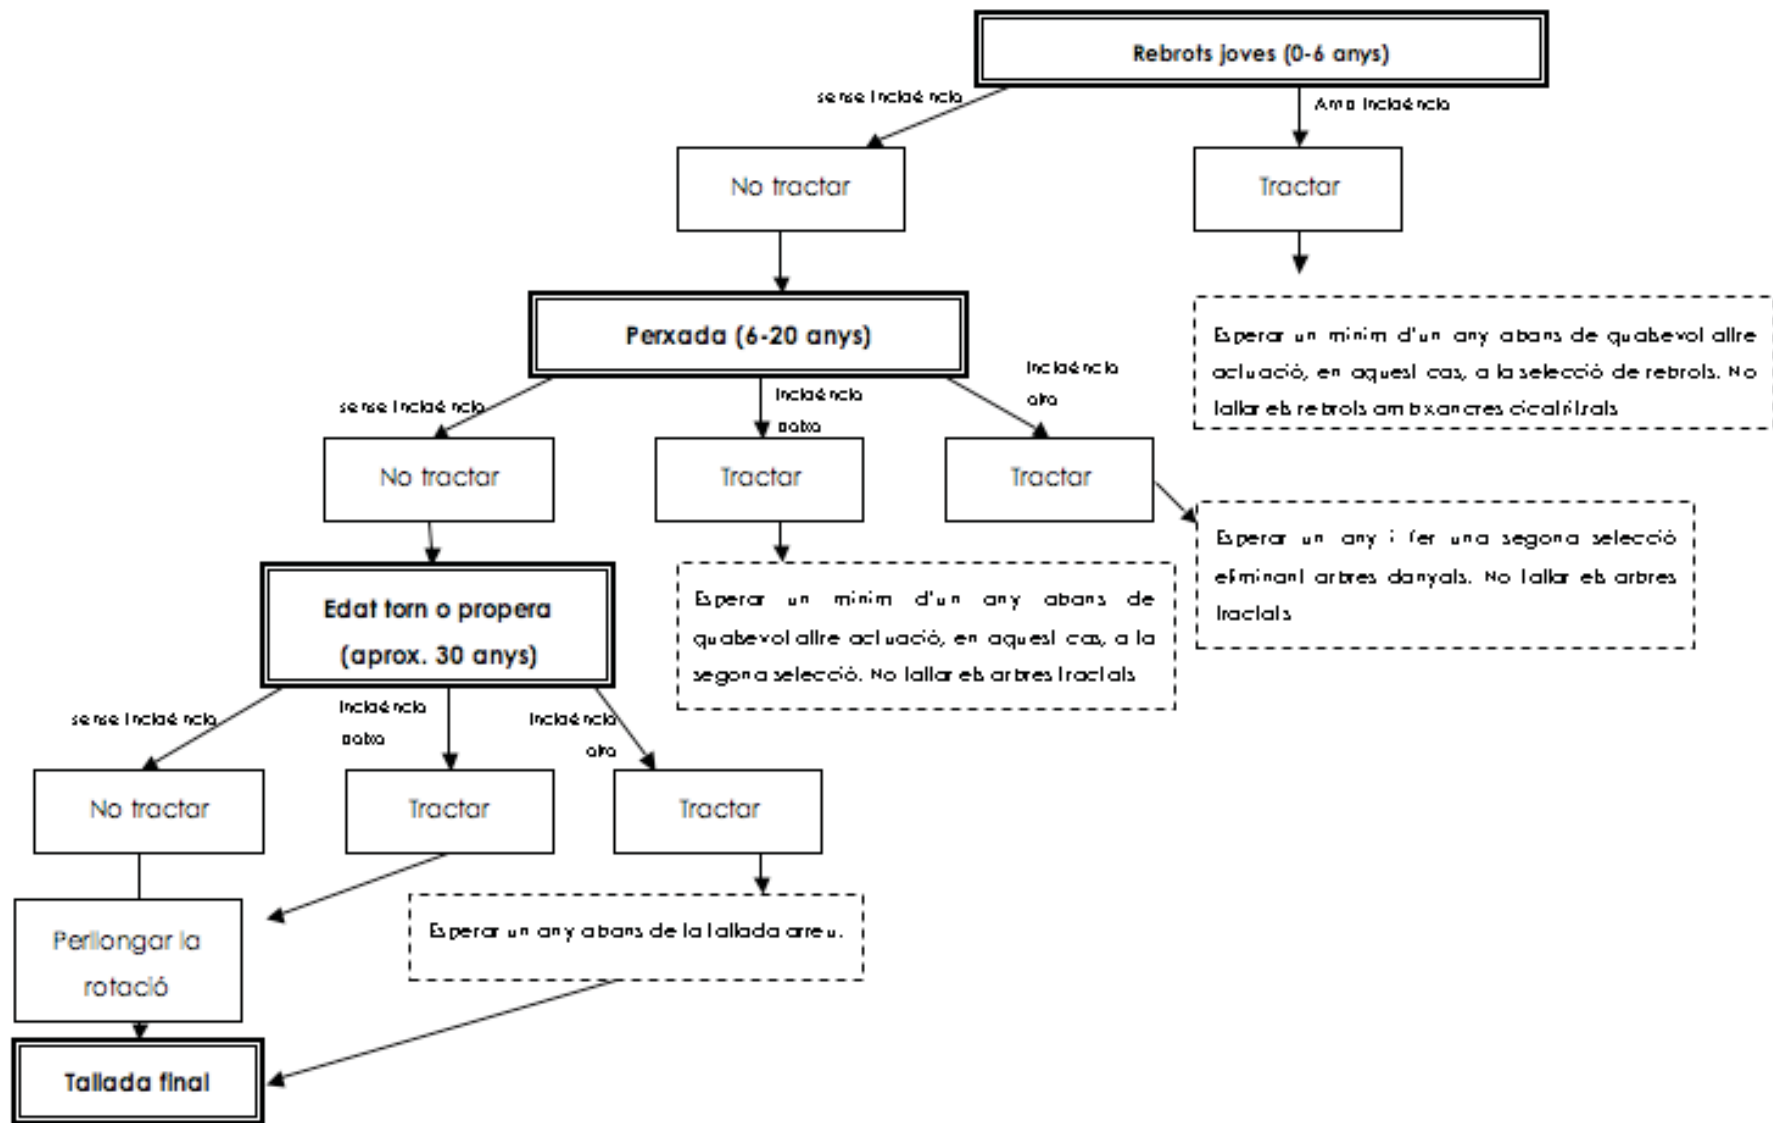 Rebrots joves (0-6 anys)
sense incidència
Amb incidència
No tractar
Tractar
Perxada (6-20 anys)
Esperar un mínim d'un any abans de qualsevol altre
actuació, en aquest cas, a la selecció de rebrots. No
tallar els rebrots amb xancres cicatritzats
sense incidència
incidència
baixa
incidència
alta
No tractar
Tractar
Tractar
Esperar un any i fer una segona selecció
eliminant arbres danyats. No tallar els arbres
tractats
Edat torn o propera
(aprox. 30 anys)
Esperar un mínim d'un any abans de
qualsevol altre actuació, en aquest cas, a la
segona selecció. No tallar els arbres tractats
sense incidència
incidència
baixa
incidència
alta
No tractar
Tractar
Tractar
Perllongar la
rotació
Esperar un any abans de la tallada arreu.
Tallada final